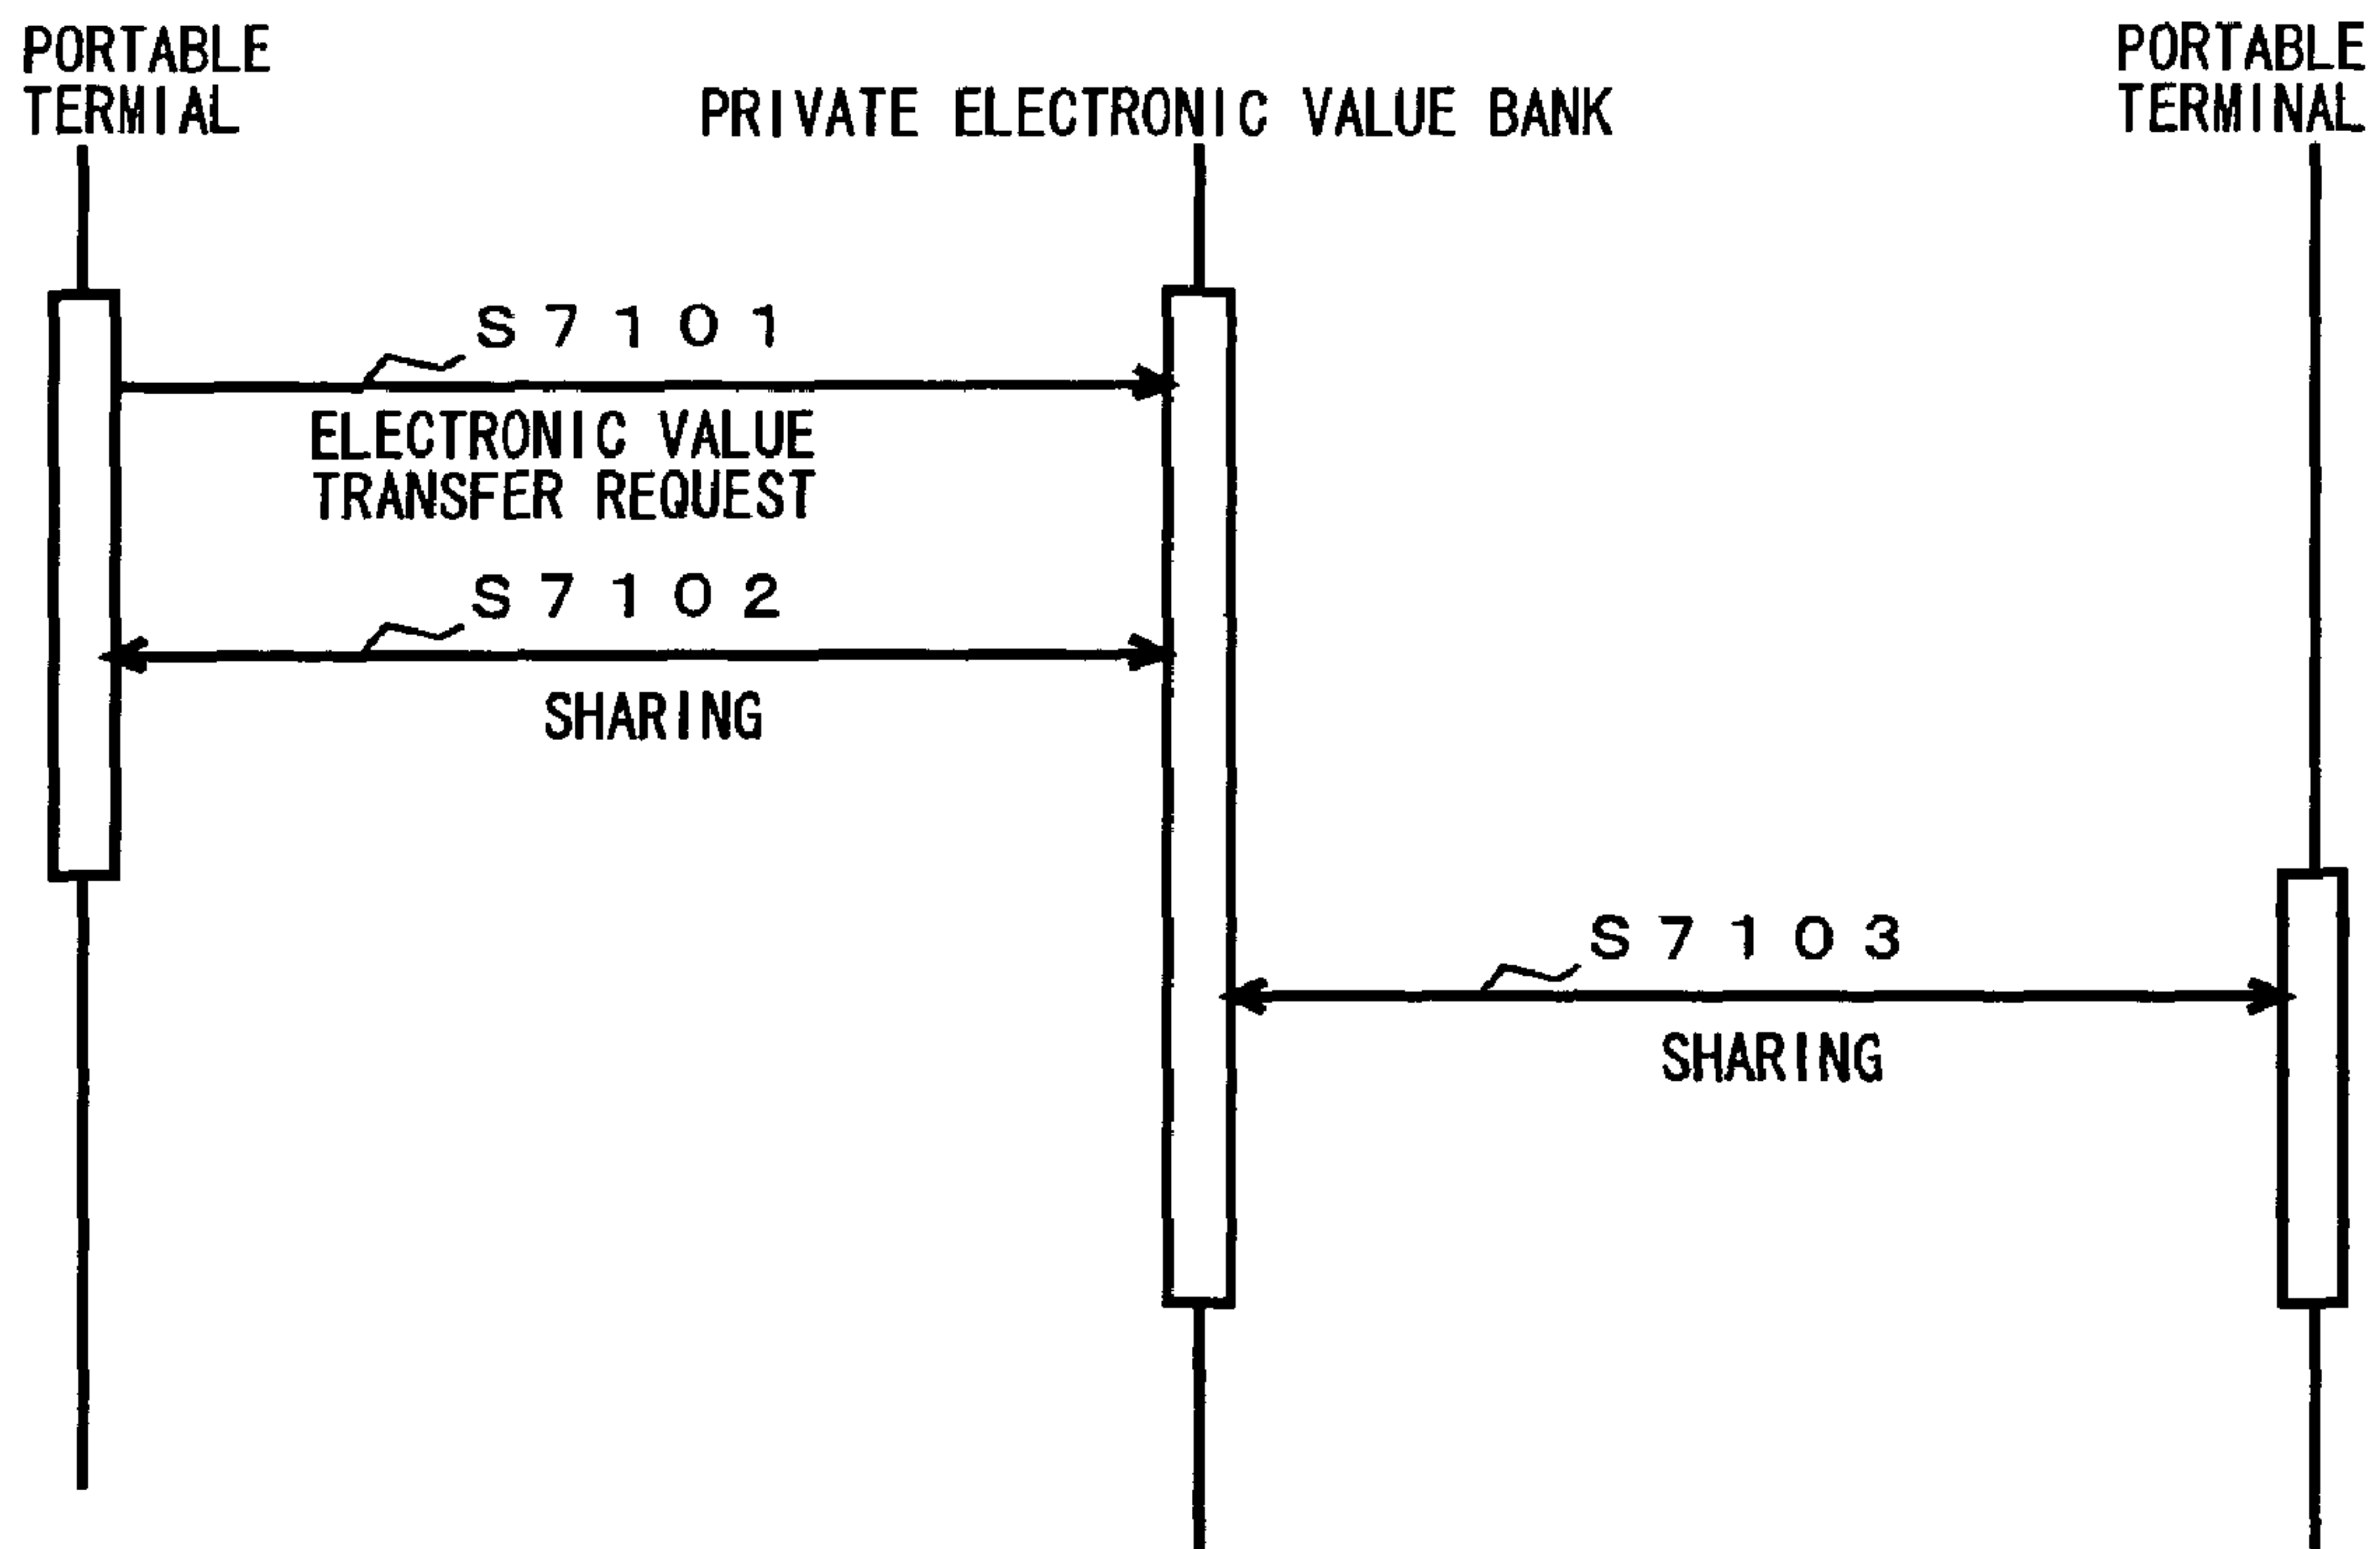 PORTABLE
TERMIAL
PRIVATE ELECTRONIC VALUE BANK
PORTABLE
TERMINAL
S7101
ELECTRONIC VALUE
TRANSFER REQUEST
S7102
SHARING
S7103
SHARING